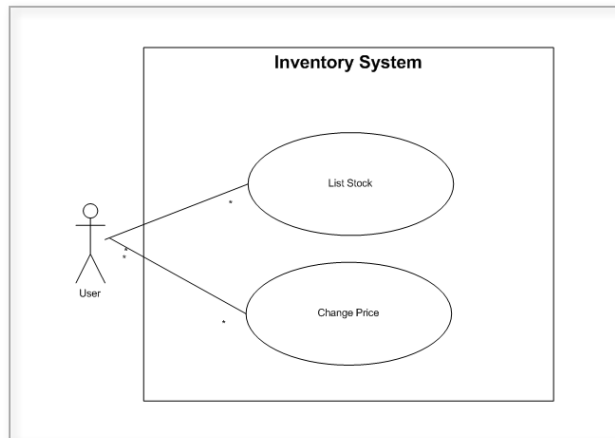 Inventory System
List Stock
*
*
*
User
Change Price
*